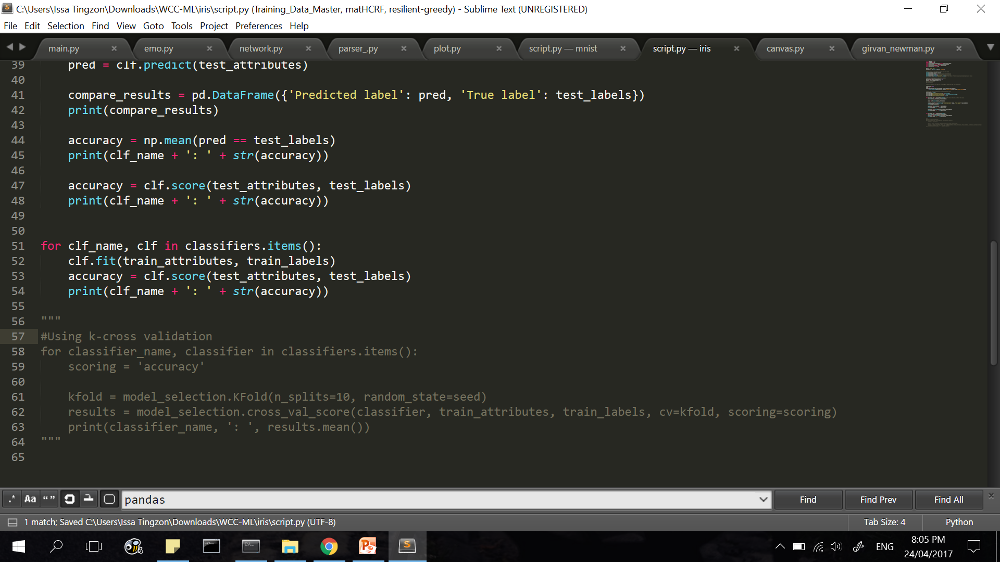 C:\Users\Issa Tingzon\Downloads\WCC-ML\iris\script.py (Training_Data_Master, matHCRF, resilient-greedy) - Sublime Text (UNREGISTERED)
File Edit Selection Find View Goto Tools Project Preferences Help
main.py emo.py network.py parser_.py plot.py script.py — mnist script.py — iris canvas.py girvan_newman.py
39     pred = clf.predict(test_attributes)
40
41     compare_results = pd.DataFrame({'Predicted label': pred, 'True label': test_labels})
42     print(compare_results)
43
44     accuracy = np.mean(pred == test_labels)
45     print(clf_name + ': ' + str(accuracy))
46
47     accuracy = clf.score(test_attributes, test_labels)
48     print(clf_name + ': ' + str(accuracy))
49
50
51 for clf_name, clf in classifiers.items():
52     clf.fit(train_attributes, train_labels)
53     accuracy = clf.score(test_attributes, test_labels)
54     print(clf_name + ': ' + str(accuracy))
55
56 """
57 #Using k-cross validation
58 for classifier_name, classifier in classifiers.items():
59     scoring = 'accuracy'
60
61     kfold = model_selection.KFold(n_splits=10, random_state=seed)
62     results = model_selection.cross_val_score(classifier, train_attributes, train_labels, cv=kfold, scoring=scoring)
63     print(classifier_name, ': ', results.mean())
64 """
65
.* Aa “” pandas Find Find Prev Find All
1 match; Saved C:\Users\Issa Tingzon\Downloads\WCC-ML\iris\script.py (UTF-8) Tab Size: 4 Python
ENG 8:05 PM
24/04/2017